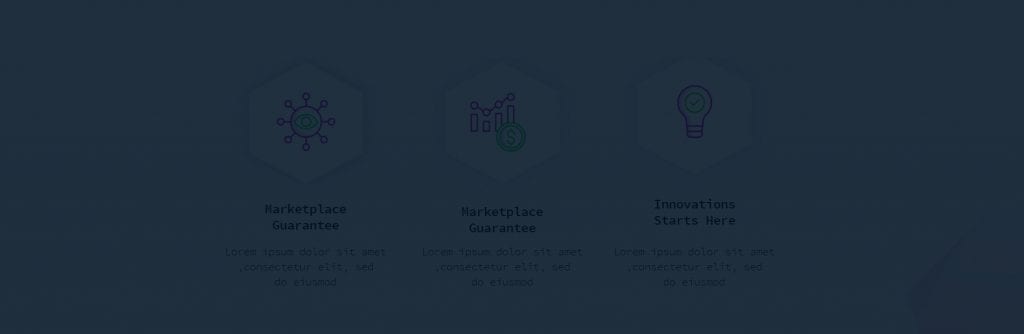 Marketplace
Guarantee
Lorem ipsum dolor sit amet
,consectetur elit, sed
do eiusmod
Marketplace
Guarantee
Lorem ipsum dolor sit amet
,consectetur elit, sed
do eiusmod
Innovations
Starts Here
Lorem ipsum dolor sit amet
,consectetur elit, sed
do eiusmod